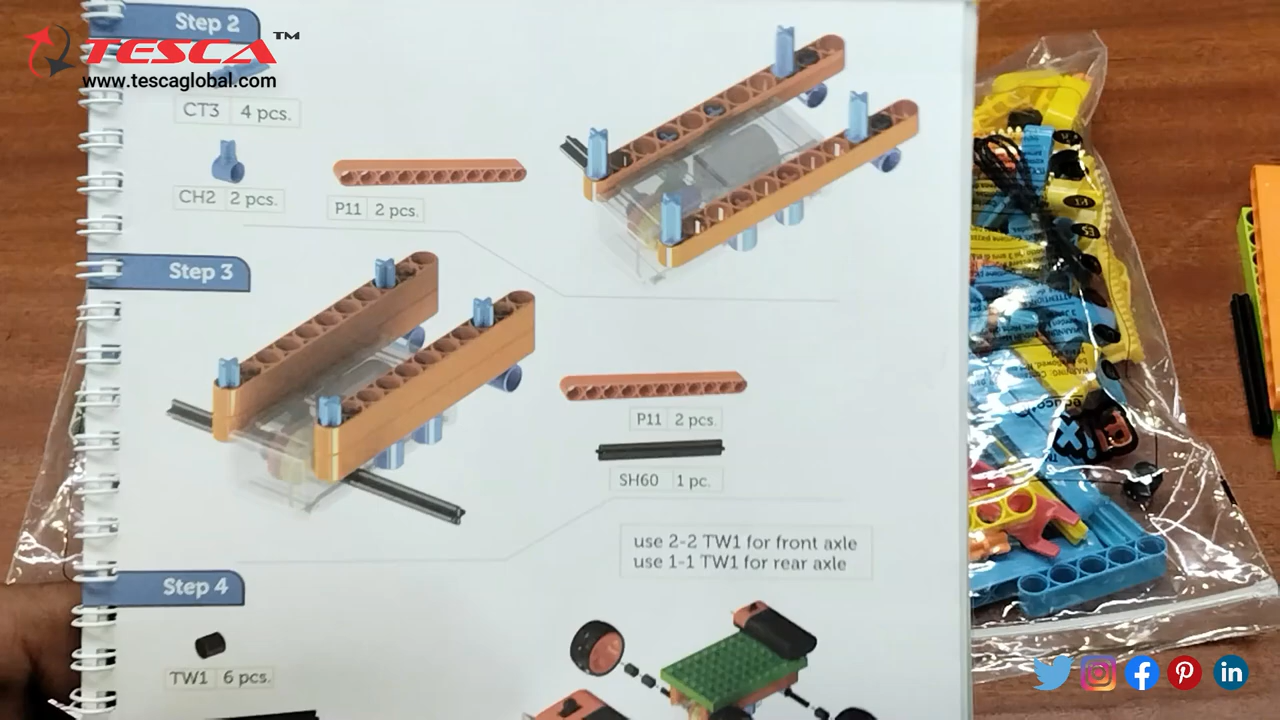 Step 2
TESCA™
www.tescaglobal.com
CT3 4 pcs.
CH2 2 pcs.
P11 2 pcs.
Step 3
P11 2 pcs.
SH60 1 pc.
use 2-2 TW1 for front axle
use 1-1 TW1 for rear axle
Step 4
TW1 6 pcs.